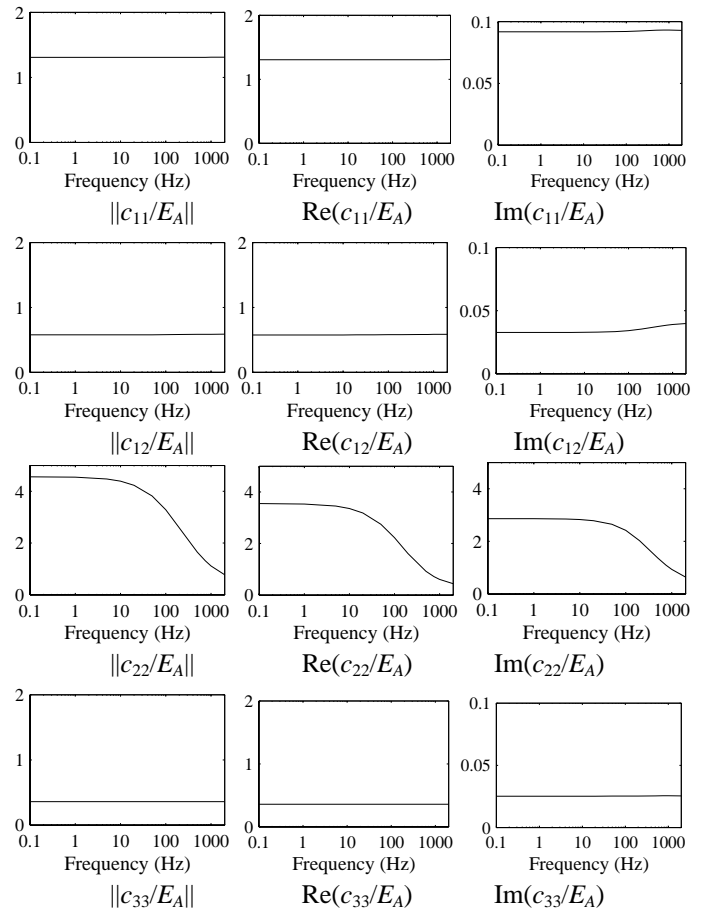 2
1
0
0.1 1 10 100 1000
Frequency (Hz)
||c11/EA||
2
1
0
0.1 1 10 100 1000
Frequency (Hz)
Re(c11/EA)
0.1
0.05
0
0.1 1 10 100 1000
Frequency (Hz)
Im(c11/EA)
2
1
0
0.1 1 10 100 1000
Frequency (Hz)
||c12/EA||
2
1
0
0.1 1 10 100 1000
Frequency (Hz)
Re(c12/EA)
0.1
0.05
0
0.1 1 10 100 1000
Frequency (Hz)
Im(c12/EA)
4
2
0
0.1 1 10 100 1000
Frequency (Hz)
||c22/EA||
4
2
0
0.1 1 10 100 1000
Frequency (Hz)
Re(c22/EA)
4
2
0
0.1 1 10 100 1000
Frequency (Hz)
Im(c22/EA)
2
1
0
0.1 1 10 100 1000
Frequency (Hz)
||c33/EA||
2
1
0
0.1 1 10 100 1000
Frequency (Hz)
Re(c33/EA)
0.1
0.05
0
0.1 1 10 100 1000
Frequency (Hz)
Im(c33/EA)